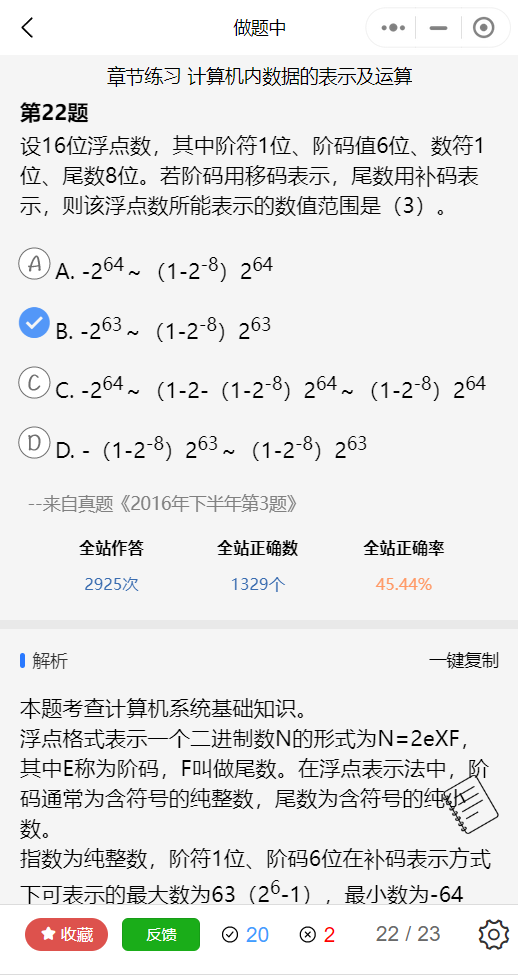 做题中
章节练习 计算机内数据的表示及运算
第22题
设16位浮点数，其中阶符1位、阶码值6位、数符1
位、尾数8位。若阶码用移码表示，尾数用补码表
示，则该浮点数所能表示的数值范围是（3）。
A A. -2^64～（1-2^-8）2^64
B. -2^63～（1-2^-8）2^63
C C. -2^64～（1-2-（1-2^-8）2^64～（1-2^-8）2^64
D D. -（1-2^-8）2^63～（1-2^-8）2^63
--来自真题《2016年下半年第3题》
全站作答 全站正确数 全站正确率
2925次 1329个 45.44%
解析 一键复制
本题考查计算机系统基础知识。
浮点格式表示一个二进制数N的形式为N=2eXF，
其中E称为阶码，F叫做尾数。在浮点表示法中，阶
码通常为含符号的纯整数，尾数为含符号的纯小
数。
指数为纯整数，阶符1位、阶码6位在补码表示方式
下可表示的最大数为63（2^6-1），最小数为-64
收藏 反馈 20 2 22 / 23